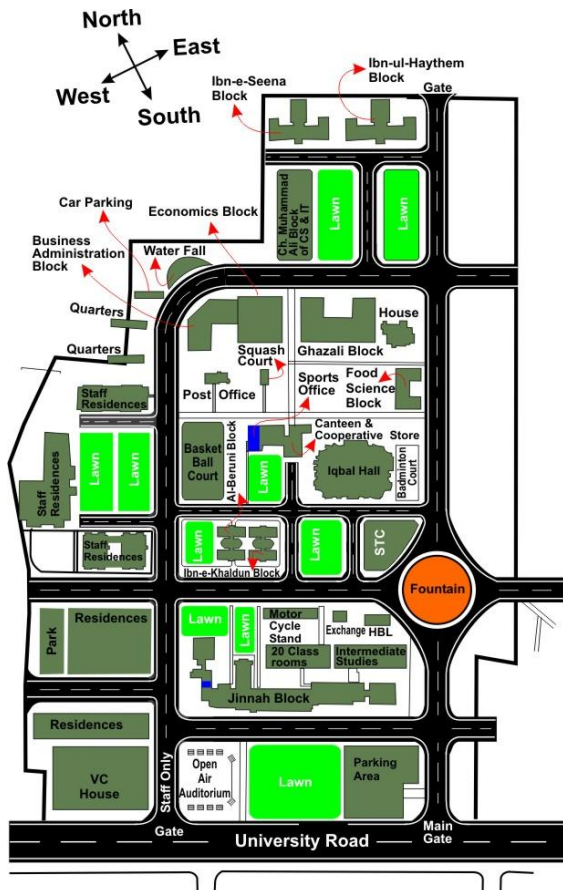 North
East
West
South
Ibn-ul-Haythem
Block
Ibn-e-Seena
Block
Gate
Ch. Muhammad
Ali Block
of CS & IT
Lawn
Lawn
Car Parking
Economics Block
Business
Administration
Block
Water Fall
Quarters
Quarters
House
Ghazali Block
Squash
Court
Sports
Office
Food
Science
Block
Post
Office
Staff
Residences
Canteen &
Cooperative
Store
Basket
Ball
Court
Al-Beruni Block
Iqbal Hall
Badminton
Court
Staff
Residences
Lawn
Lawn
Lawn
Staff
Residences
Lawn
Lawn
STC
Ibn-e-Khaldun Block
Fountain
Park
Residences
Lawn
Lawn
Motor
Cycle
Stand
Exchange
HBL
20 Class
rooms
Intermediate
Studies
Jinnah Block
Residences
VC
House
Staff Only
Open
Air
Auditorium
Lawn
Parking
Area
Gate
University Road
Main
Gate